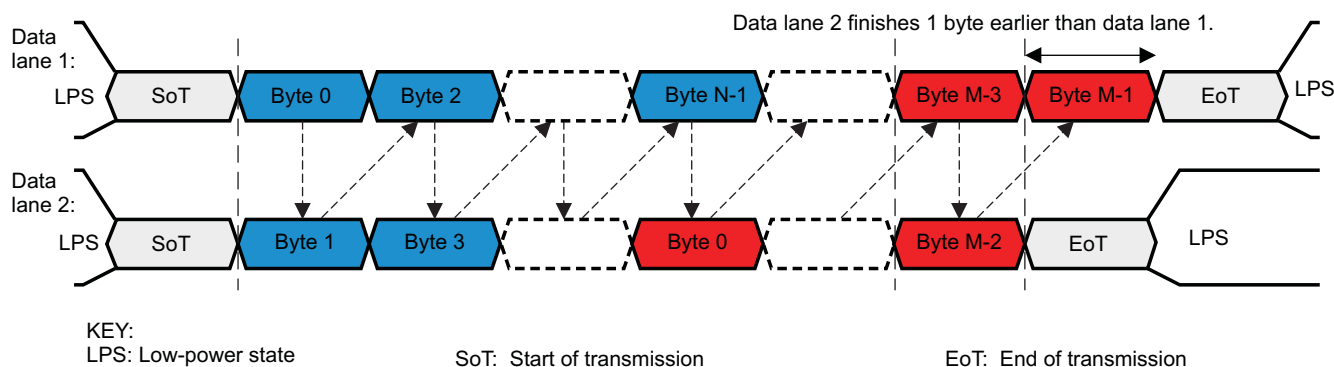 Data lane 2 finishes 1 byte earlier than data lane 1.
Data
lane 1:
LPS
SoT
Byte 0
Byte 2
Byte N-1
Byte M-3
Byte M-1
EoT
LPS
Data
lane 2:
LPS
SoT
Byte 1
Byte 3
Byte 0
Byte M-2
EoT
LPS
KEY:
LPS: Low-power state
SoT: Start of transmission
EoT: End of transmission